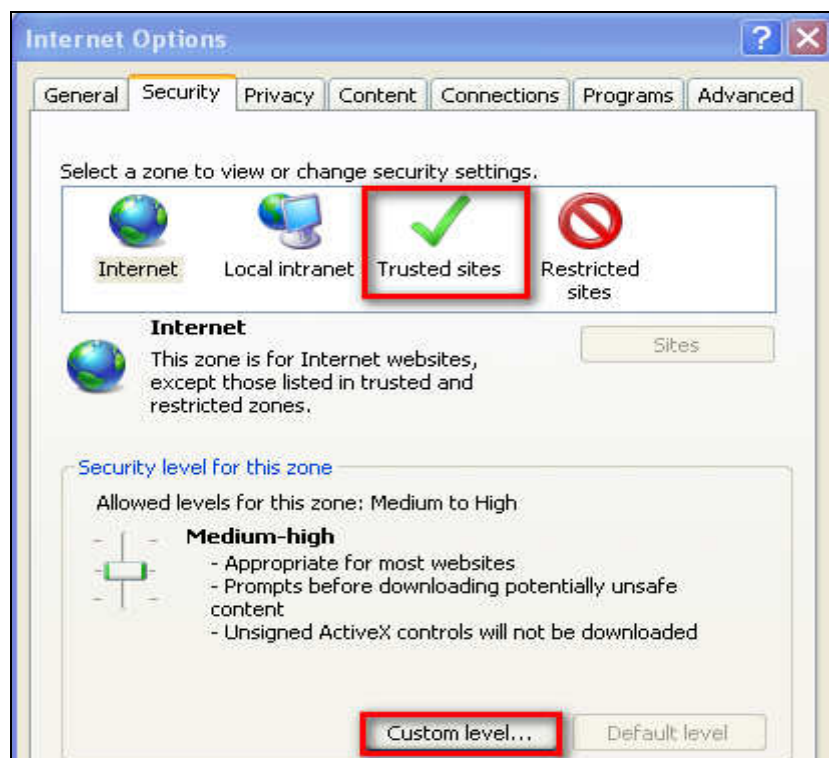 Internet Options
?
General Security Privacy Content Connections Programs Advanced
Select a zone to view or change security settings.
Internet Local intranet Trusted sites Restricted
sites
Internet
This zone is for Internet websites,
except those listed in trusted and
restricted zones.
Sites
Security level for this zone
Allowed levels for this zone: Medium to High
Medium-high
- Appropriate for most websites
- Prompts before downloading potentially unsafe
content
- Unsigned ActiveX controls will not be downloaded
Custom level... Default level